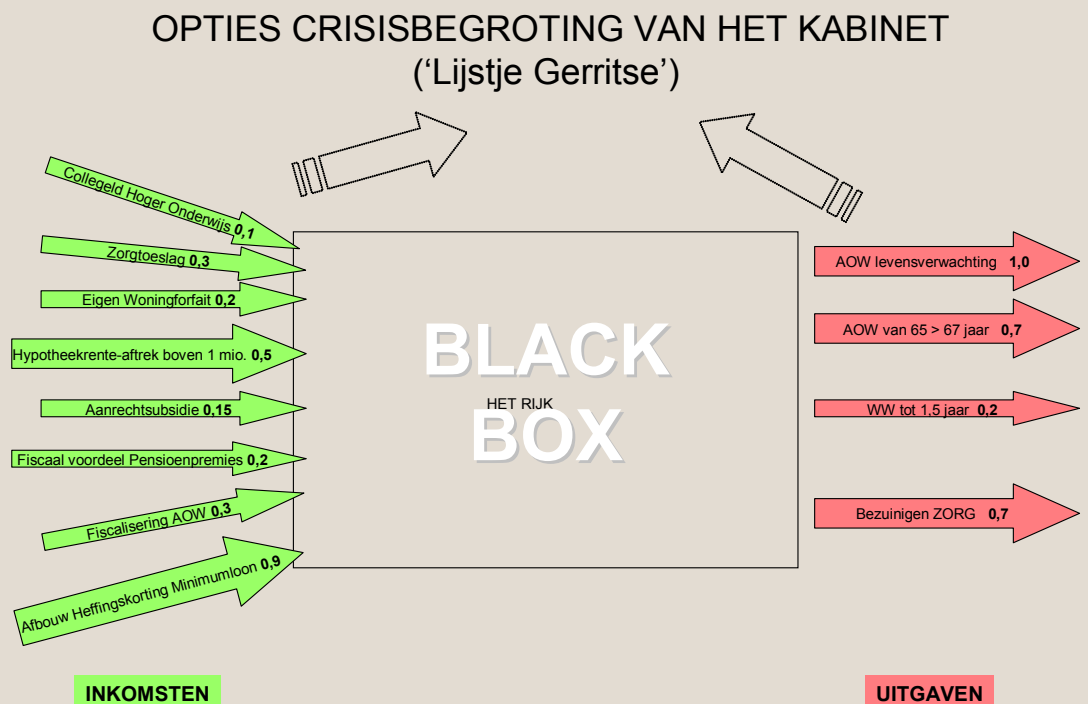 OPTIES CRISISBEGROTING VAN HET KABINET
('Lijstje Gerritse')
Collegeld Hoger Onderwijs 0,1
Zorgtoeslag 0,3
Eigen Woningforfait 0,2
Hypotheekrente-aftrek boven 1 mio. 0,5
Aanrechtsubsidie 0,15
Fiscaal voordeel Pensioenpremies 0,2
Fiscalisering AOW 0,3
Afbouw Heffingskorting Minimumloon 0,9
BLACK
HET RIJK
BOX
AOW levensverwachting 1,0
AOW van 65 > 67 jaar 0,7
WW tot 1,5 jaar 0,2
Bezuinigen ZORG 0,7
INKOMSTEN
UITGAVEN